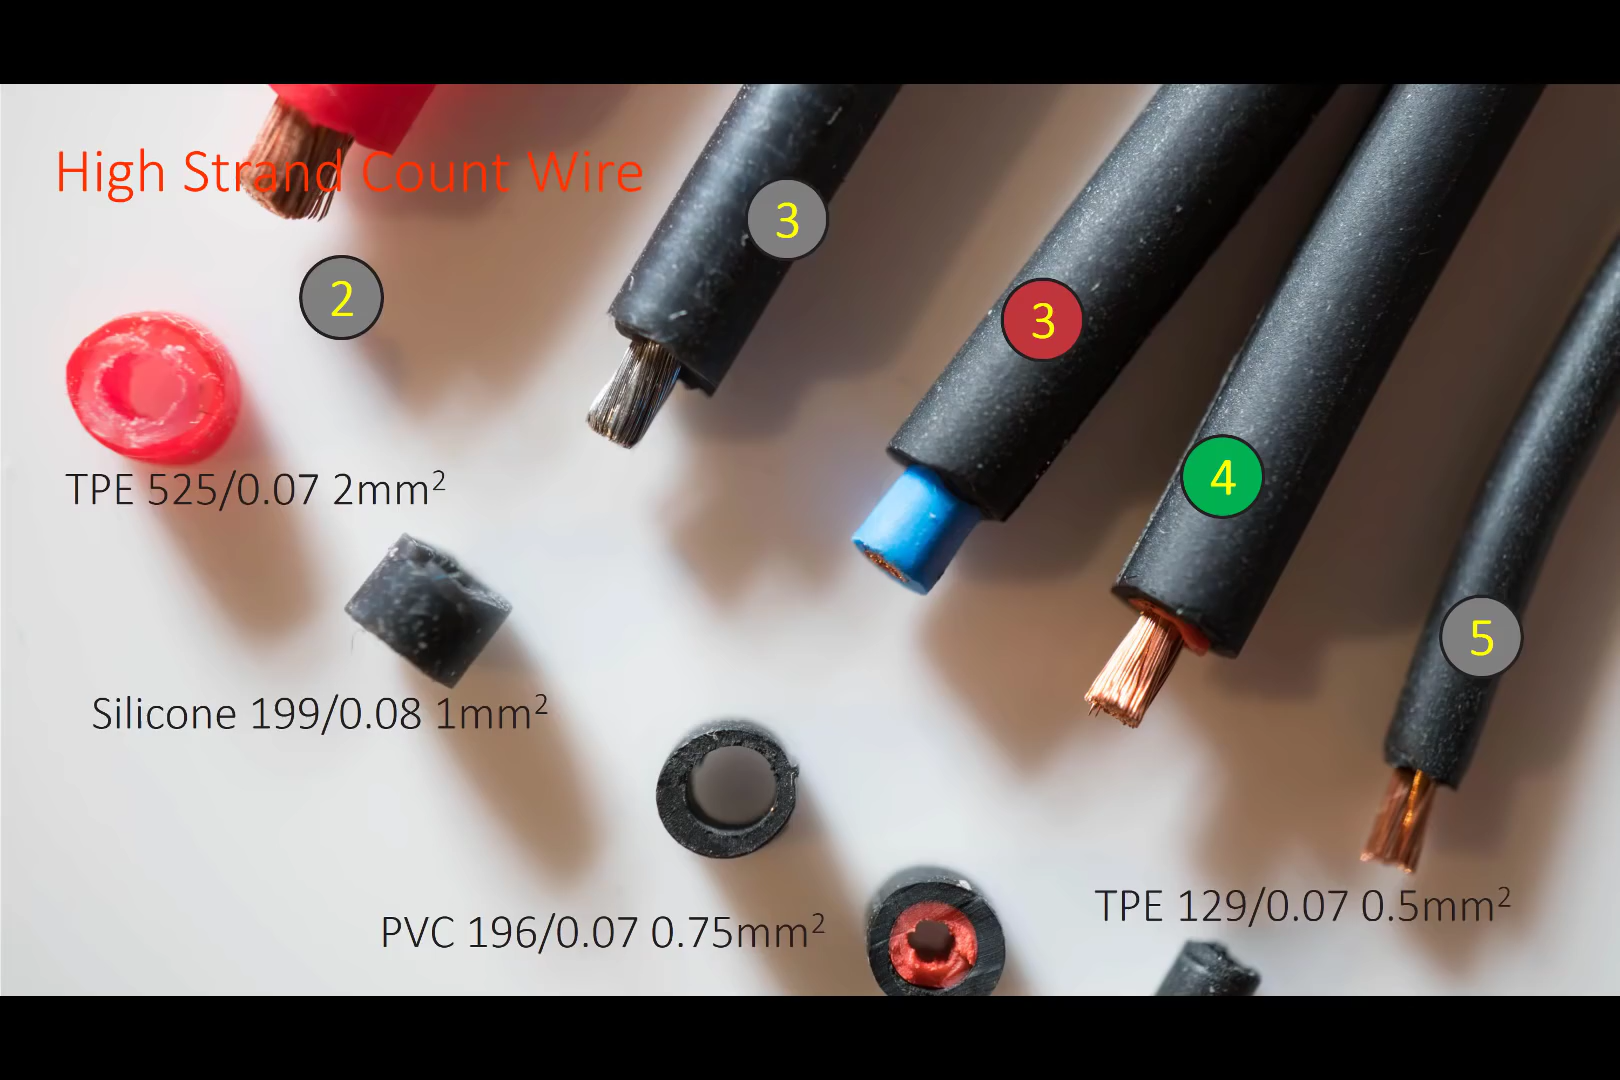 High Strand Count Wire
3
2
3
4
TPE 525/0.07 2mm²
5
Silicone 199/0.08 1mm²
TPE 129/0.07 0.5mm²
PVC 196/0.07 0.75mm²